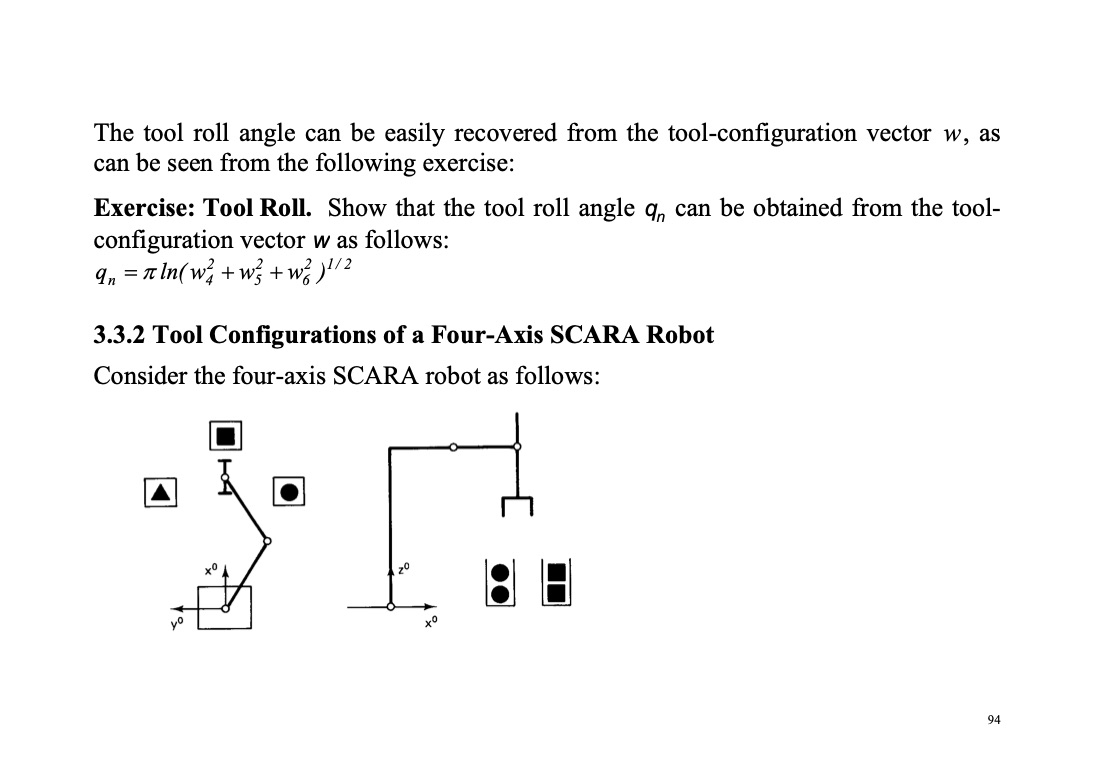 The tool roll angle can be easily recovered from the tool-configuration vector w, as
can be seen from the following exercise:
Exercise: Tool Roll. Show that the tool roll angle qₙ can be obtained from the tool-
configuration vector w as follows:
qₙ = π ln( w₄² + w₅² + w₆² )^1/2
3.3.2 Tool Configurations of a Four-Axis SCARA Robot
Consider the four-axis SCARA robot as follows:
x⁰
y⁰
z⁰
x⁰
94